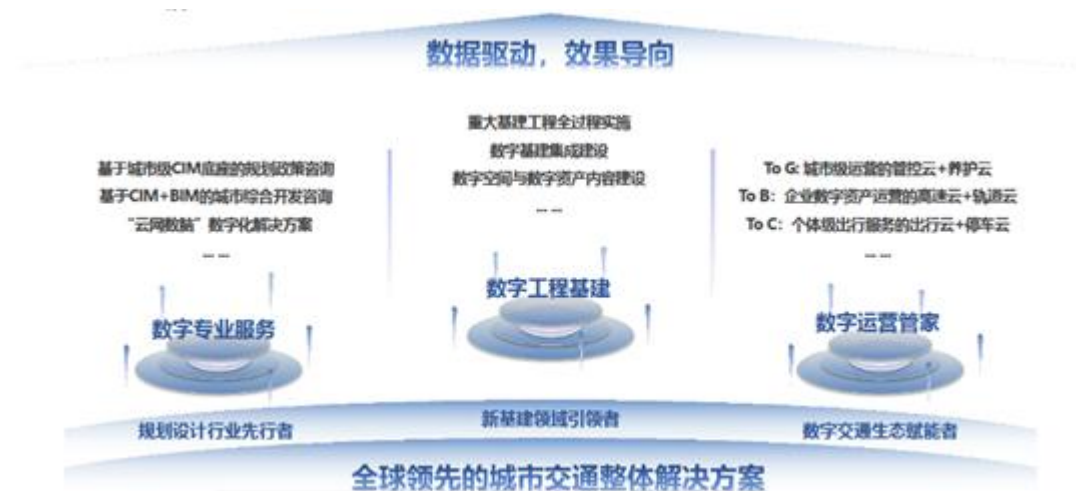 数据驱动，效果导向
基于城市级CIM底座的规划政策咨询
基于CIM+BIM的城市综合开发咨询
“云网数脑”数字化解决方案
... ...
数字专业服务
规划设计行业先行者
重大基建工程全过程实施
数字基建集成建设
数字空间与数字资产内容建设
... ...
数字工程基建
新基建领域引领者
To G: 城市级运营的管控云+养护云
To B：企业数字资产运营的高速云+轨道云
To C：个体级出行服务的出行云+停车云
... ...
数字运营管家
数字交通生态赋能者
全球领先的城市交通整体解决方案